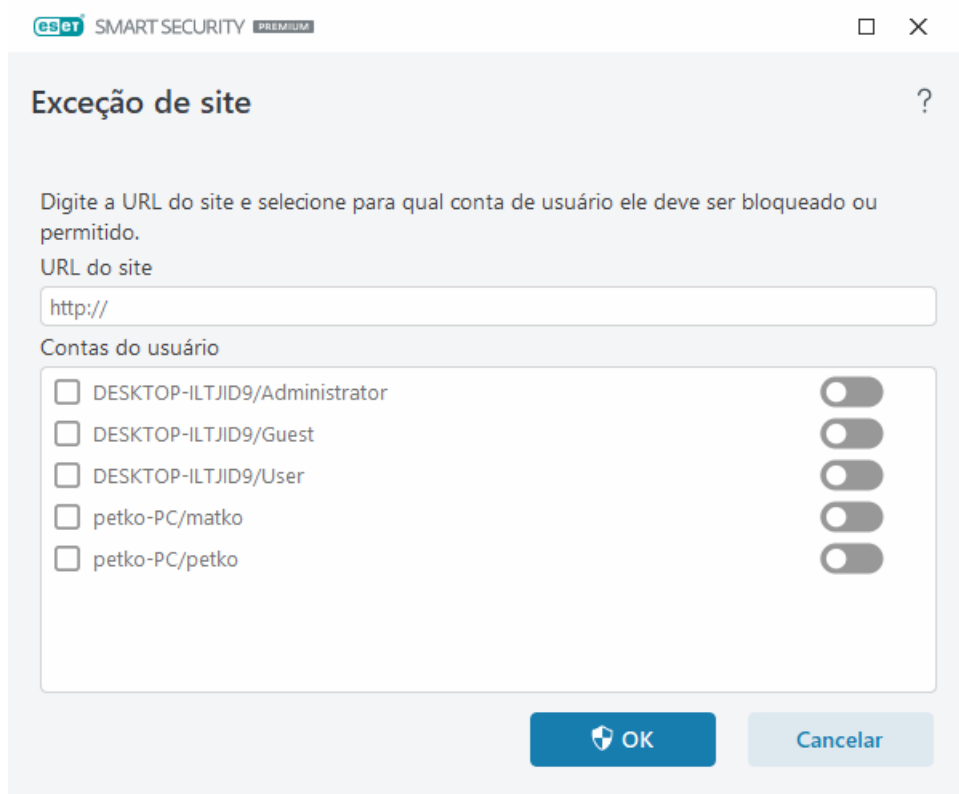 eset SMART SECURITY PREMIUM
Exceção de site
?
Digite a URL do site e selecione para qual conta de usuário ele deve ser bloqueado ou
permitido.
URL do site
http://
Contas do usuário
DESKTOP-ILTJID9/Administrator
DESKTOP-ILTJID9/Guest
DESKTOP-ILTJID9/User
petko-PC/matko
petko-PC/petko
OK
Cancelar